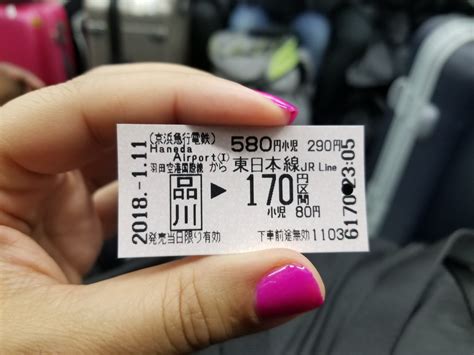 2018.-1.11
(京浜急行電鉄) 580円小児 290円
Haneda
Airport(I)
羽田空港国際線 から 東日本線 JR Line
品川 ▶ 170円区間
小児 80円
発売当日限り有効 下車前途無効 1103
6170 23:05